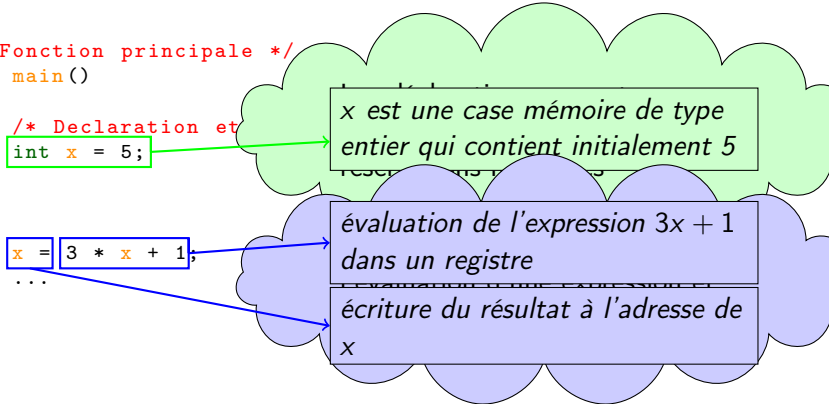 Fonction principale */
main()
/* Declaration et
int x = 5;
x = 3 * x + 1;
...
x est une case mémoire de type
entier qui contient initialement 5
évaluation de l'expression 3x + 1
dans un registre
écriture du résultat à l'adresse de
x